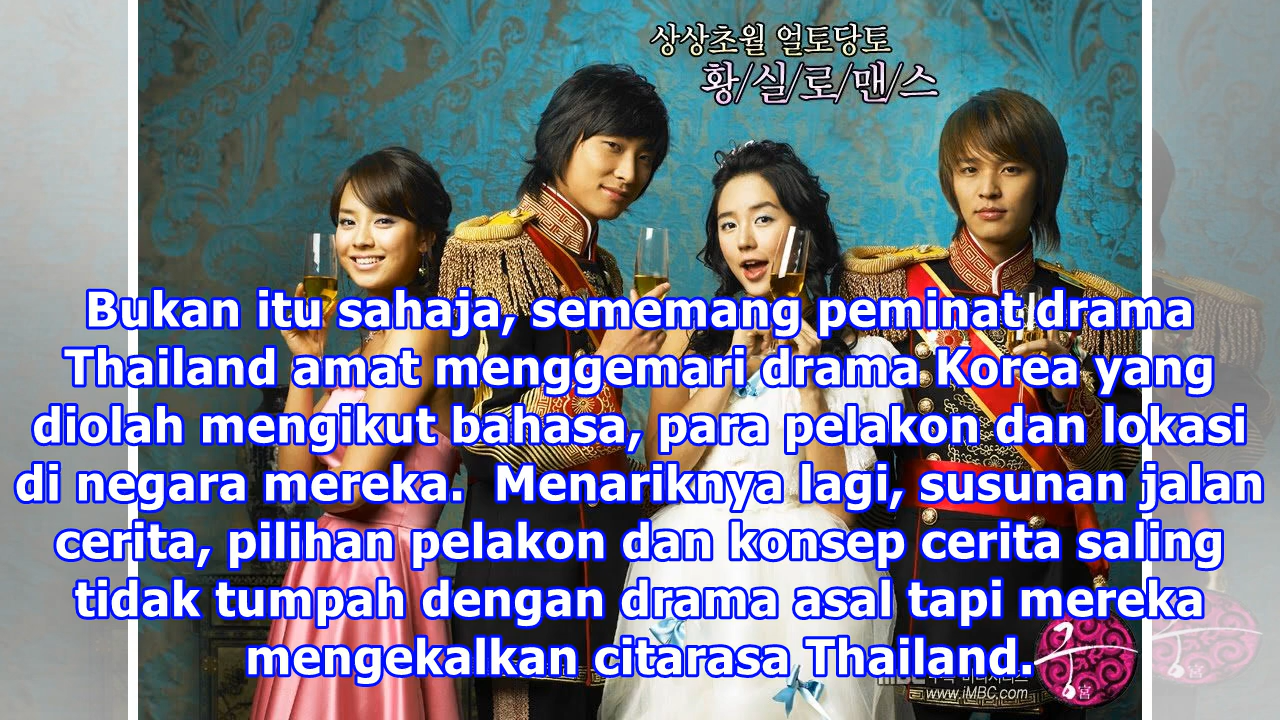 상상초월 얼토당토
황/실/로/맨/스
Bukan itu sahaja, sememang peminat drama
Thailand amat menggemari drama Korea yang
diolah mengikut bahasa, para pelakon dan lokasi
di negara mereka.  Menariknya lagi, susunan jalan
cerita, pilihan pelakon dan konsep cerita saling
tidak tumpah dengan drama asal tapi mereka
mengekalkan citarasa Thailand.
궁
宮
www.iMBC.com